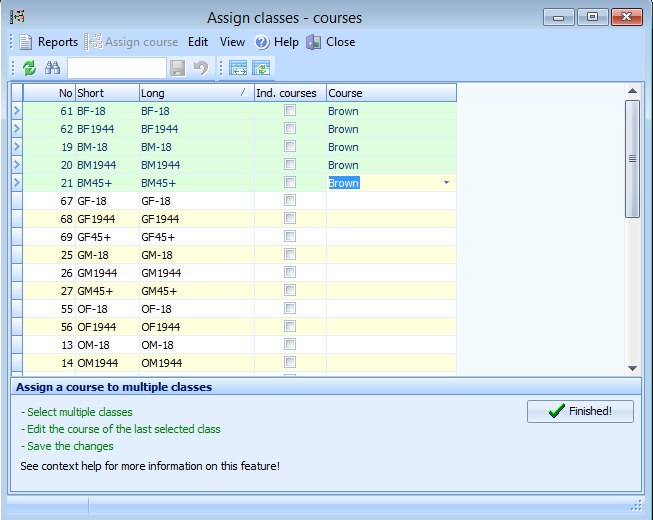 Assign classes - courses
Reports Assign course Edit View Help Close
No Short Long Ind. courses Course
61 BF-18 BF-18 Brown
62 BF1944 BF1944 Brown
19 BM-18 BM-18 Brown
20 BM1944 BM1944 Brown
21 BM45+ BM45+ Brown
67 GF-18 GF-18
68 GF1944 GF1944
69 GF45+ GF45+
25 GM-18 GM-18
26 GM1944 GM1944
27 GM45+ GM45+
55 OF-18 OF-18
56 OF1944 OF1944
13 OM-18 OM-18
14 OM1944 OM1944
Assign a course to multiple classes
- Select multiple classes
- Edit the course of the last selected class
- Save the changes
See context help for more information on this feature!
Finished!